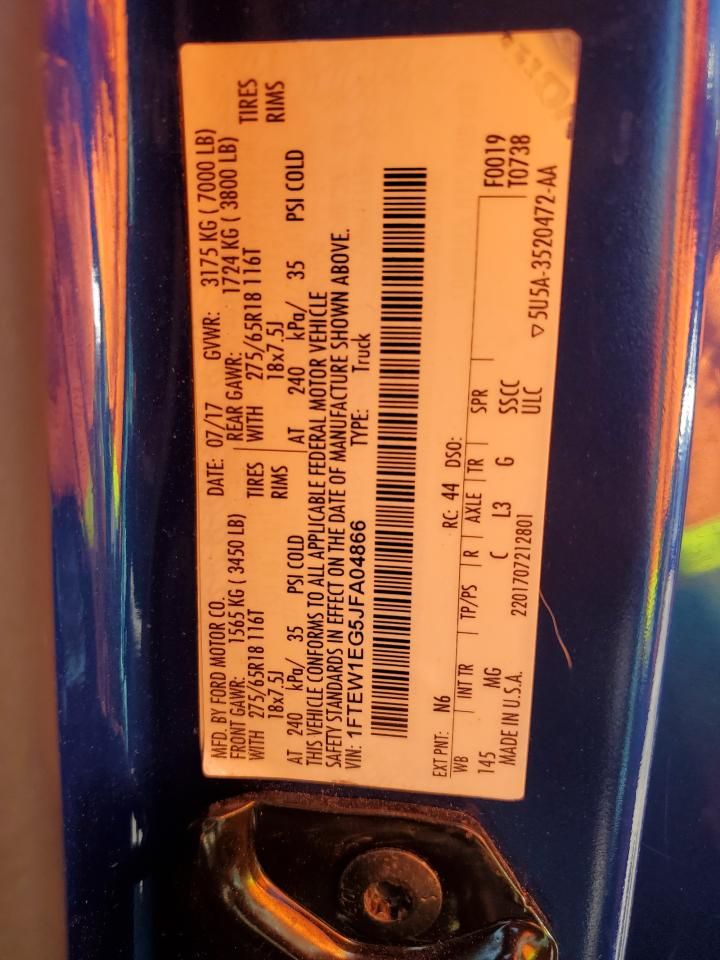 MFD. BY FORD MOTOR CO.
DATE: 07/17 GVWR: 3175 KG ( 7000 LB)
FRONT GAWR: 1565 KG ( 3450 LB) REAR GAWR: 1724 KG ( 3800 LB)
WITH 275/65R18 116T TIRES WITH 275/65R18 116T TIRES
18x7.5J RIMS 18x7.5J RIMS
AT 240 kPa/ 35 PSI COLD AT 240 kPa/ 35 PSI COLD
THIS VEHICLE CONFORMS TO ALL APPLICABLE FEDERAL MOTOR VEHICLE
SAFETY STANDARDS IN EFFECT ON THE DATE OF MANUFACTURE SHOWN ABOVE.
VIN: 1FTEW1EG5JFA04866 TYPE: Truck
EXT PNT: N6 RC: 44 DSO: F0019
T0738
WB INT TR TP/PS R AXLE TR SPR
145 MG C L3 G SSCC
ULC
MADE IN U.S.A. 2201707212801 ▽5U5A-3520472-AA